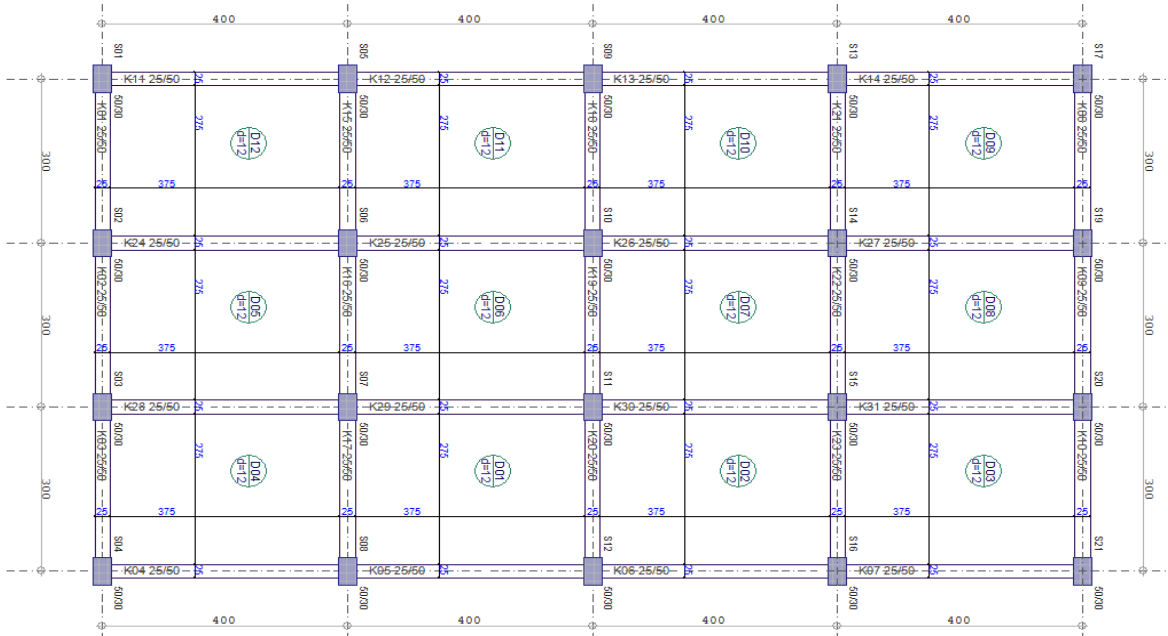 400 400 400 400
S01 S05 S09 S13 S17
K11 25/50 25 K12 25/50 25 K13 25/50 25 K14 25/50 25
50/30 50/30 50/30 50/30 50/30
K01 25/50 K15 25/50 K18 25/50 K21 25/50 K08 25/50
275 275 275 275
300 300
D12 D11 D10 D09
d=12 d=12 d=12 d=12
25 375 25 375 25 375 25 375 25
S02 S06 S10 S14 S19
K24 25/50 25 K25 25/50 25 K26 25/50 25 K27 25/50 25
50/30 50/30 50/30 50/30 50/30
K02-25/50 K16-25/50 K19-25/50 K22-25/50 K09-25/50
275 275 275 275
300 300
D05 D06 D07 D08
d=12 d=12 d=12 d=12
25 375 25 375 25 375 25 375 25
S03 S07 S11 S15 S20
K28 25/50 25 K29 25/50 25 K30 25/50 25 K31 25/50 25
50/30 50/30 50/30 50/30 50/30
K03-25/50 K17-25/50 K20-25/50 K23-25/50 K10-25/50
275 275 275 275
300 300
D04 D01 D02 D03
d=12 d=12 d=12 d=12
25 375 25 375 25 375 25 375 25
S04 S08 S12 S16 S21
K04 25/50 25 K05 25/50 25 K06 25/50 25 K07 25/50 25
50/30 50/30 50/30 50/30 50/30
400 400 400 400